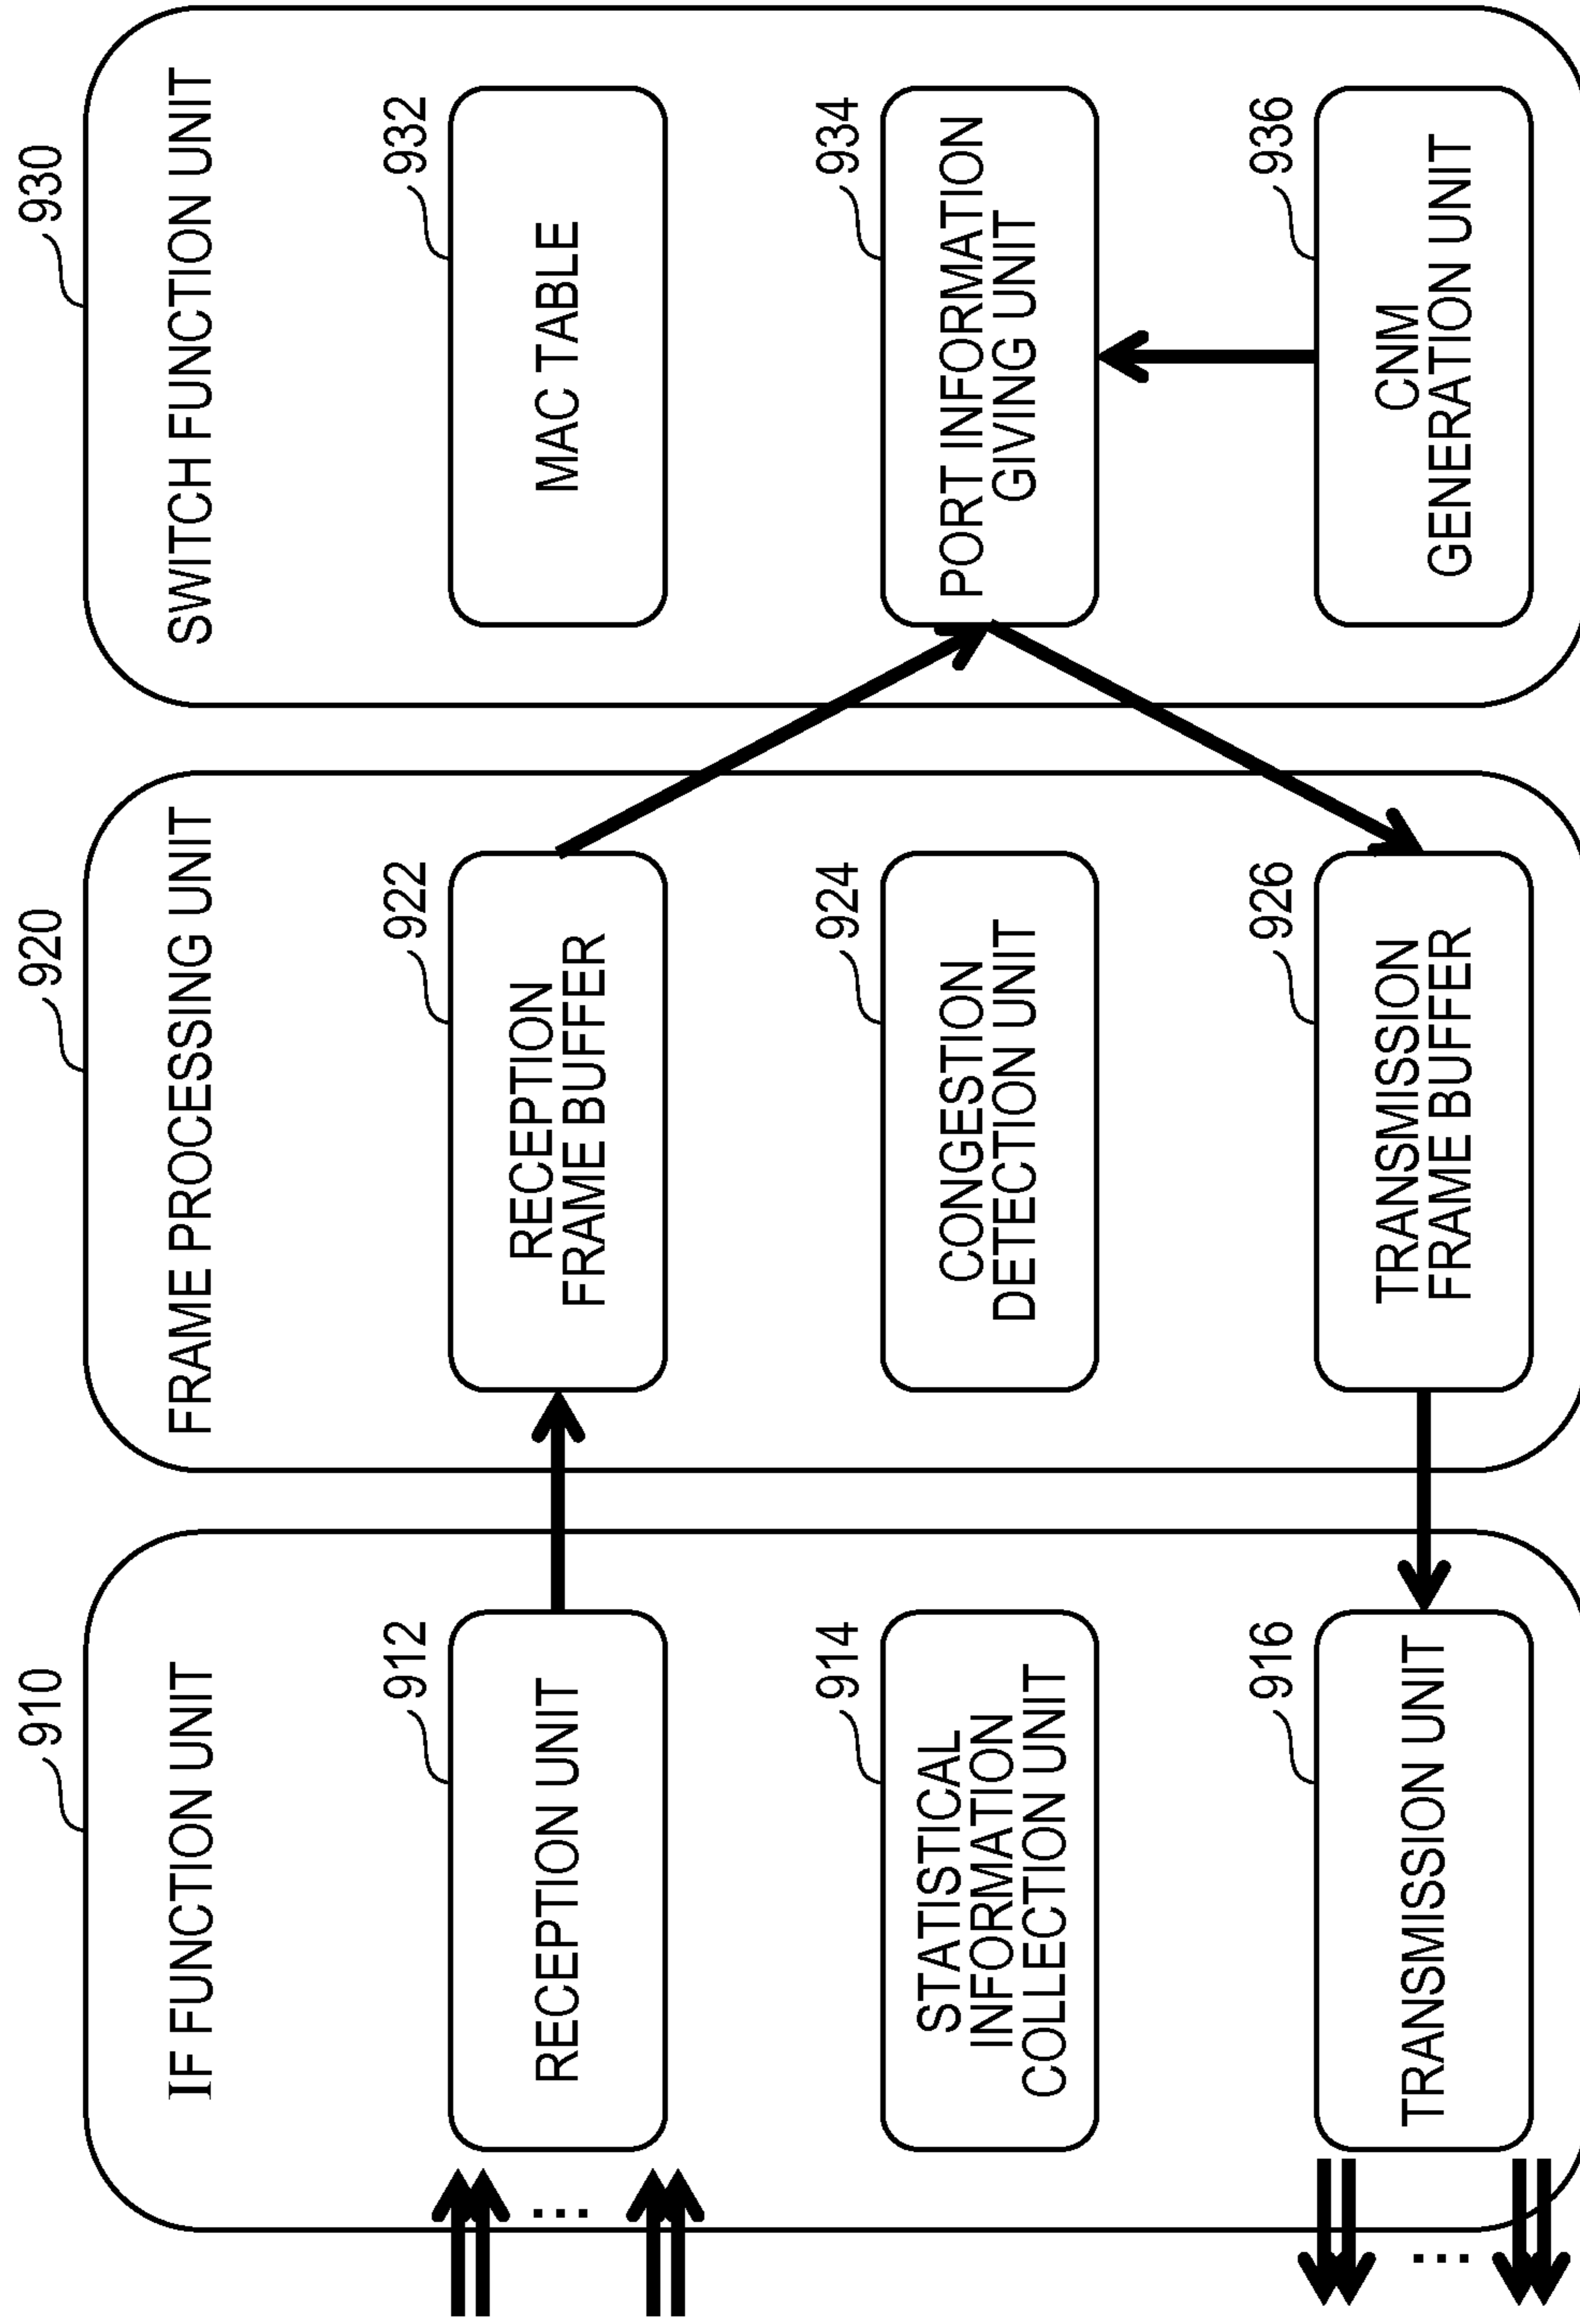 910
IF FUNCTION UNIT
912
RECEPTION UNIT
914
STATISTICAL
INFORMATION
COLLECTION UNIT
916
TRANSMISSION UNIT
920
FRAME PROCESSING UNIT
922
RECEPTION
FRAME BUFFER
924
CONGESTION
DETECTION UNIT
926
TRANSMISSION
FRAME BUFFER
930
SWITCH FUNCTION UNIT
932
MAC TABLE
934
PORT INFORMATION
GIVING UNIT
936
CNM
GENERATION UNIT
...
...